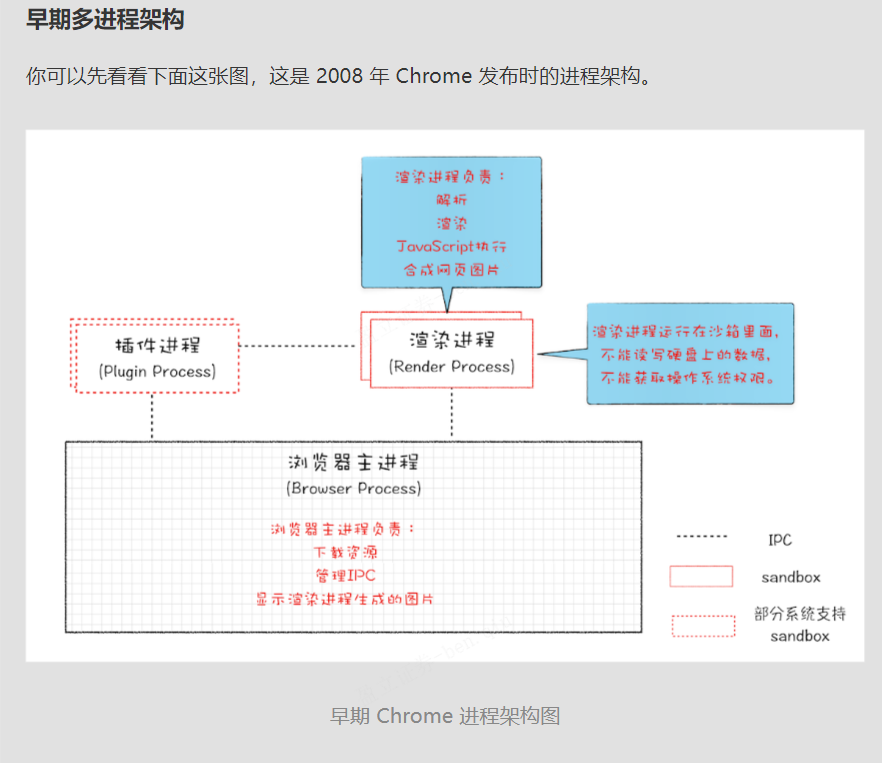 早期多进程架构
你可以先看看下面这张图，这是 2008 年 Chrome 发布时的进程架构。
渲染进程负责：
解析
渲染
JavaScript执行
合成网页图片
插件进程
(Plugin Process)
渲染进程
(Render Process)
渲染进程运行在沙箱里面，
不能读写硬盘上的数据，
不能获取操作系统权限。
浏览器主进程
(Browser Process)
浏览器主进程负责：
下载资源
管理IPC
显示渲染进程生成的图片
IPC
sandbox
部分系统支持
sandbox
早期 Chrome 进程架构图